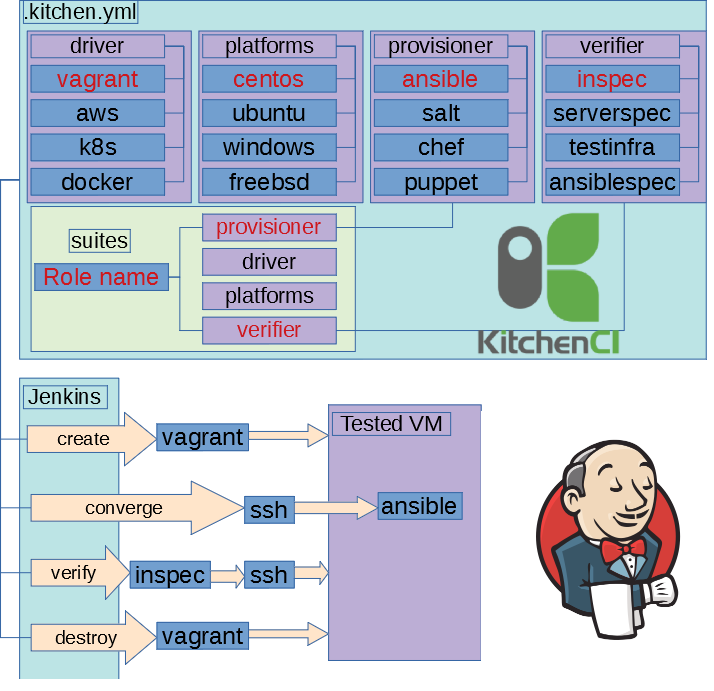 .kitchen.yml
driver
vagrant
aws
k8s
docker
platforms
centos
ubuntu
windows
freebsd
provisioner
ansible
salt
chef
puppet
verifier
inspec
serverspec
testinfra
ansiblespec
suites
Role name
provisioner
driver
platforms
verifier
KitchenCI
Jenkins
Tested VM
create
vagrant
converge
ssh
ansible
verify
inspec
ssh
destroy
vagrant